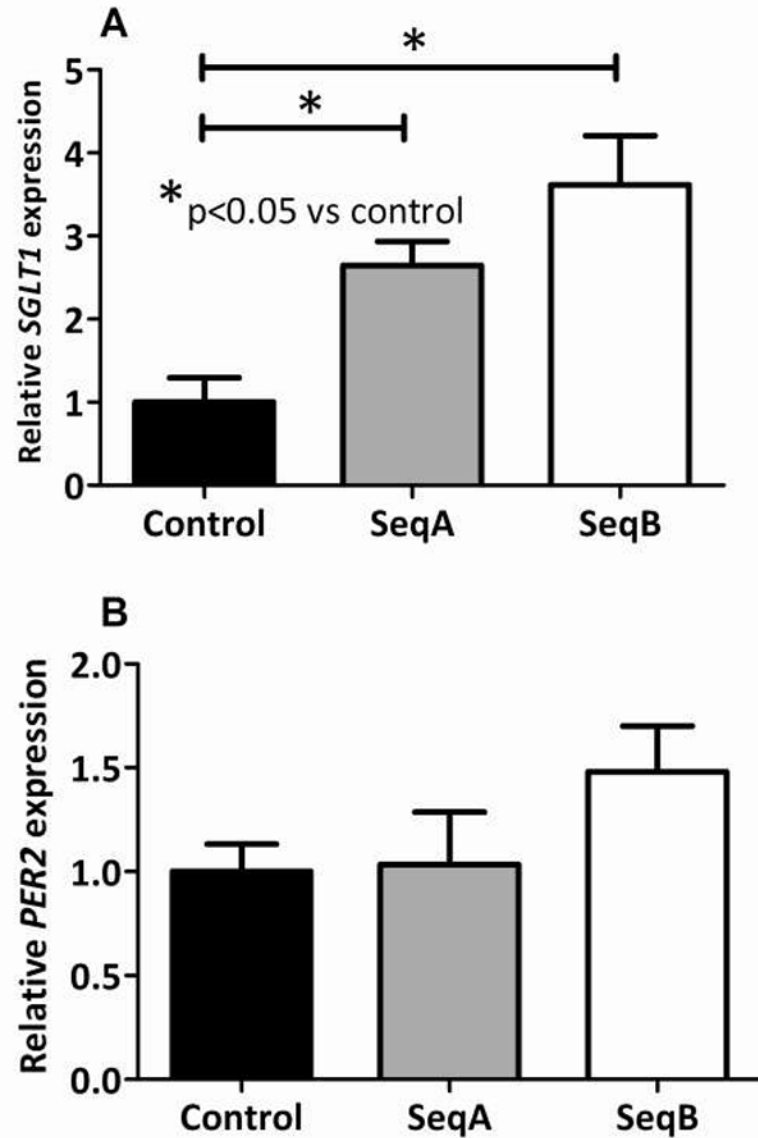 A
Relative SGLT1 expression
5
4
3
2
1
0
*
*
* p<0.05 vs control
Control SeqA SeqB
B
Relative PER2 expression
2.0
1.5
1.0
0.5
0.0
Control SeqA SeqB